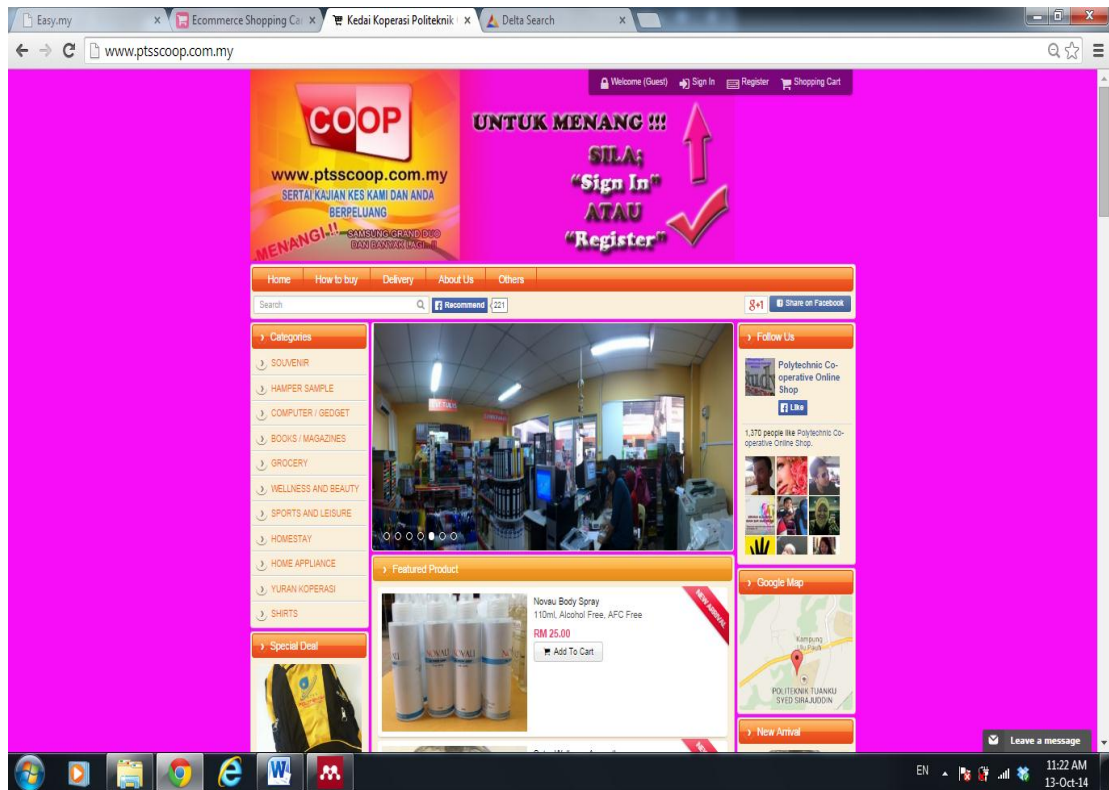 Easy.my
Ecommerce Shopping Ca
Kedai Koperasi Politeknik
Delta Search
www.ptsscoop.com.my
Welcome (Guest)
Sign In
Register
Shopping Cart
COOP
www.ptsscoop.com.my
SERTAI KAJIAN KES KAMI DAN ANDA
BERPELUANG
MENANGI..!!
SAMSUNG GRAND DUO
DAN BANYAK LAGI...!!
UNTUK MENANG !!!
SILA;
“Sign In”
ATAU
“Register”
Home
How to buy
Delivery
About Us
Others
Search
Recommend
221
g+1
Share on Facebook
Categories
SOUVENIR
HAMPER SAMPLE
COMPUTER / GEDGET
BOOKS / MAGAZINES
GROCERY
WELLNESS AND BEAUTY
SPORTS AND LEISURE
HOMESTAY
HOME APPLIANCE
YURAN KOPERASI
SHIRTS
Special Deal
Featured Product
Novau Body Spray
110ml, Alcohol Free, AFC Free
RM 25.00
Add To Cart
NEW ARRIVAL
Follow Us
Polytechnic Co-
operative Online
Shop
Like
1,370 people like Polytechnic Co-
operative Online Shop.
Google Map
Kampung
Ulu Pauh
POLITEKNIK TUANKU
SYED SIRAJUDDIN
New Arrival
Leave a message
EN
11:22 AM
13-Oct-14